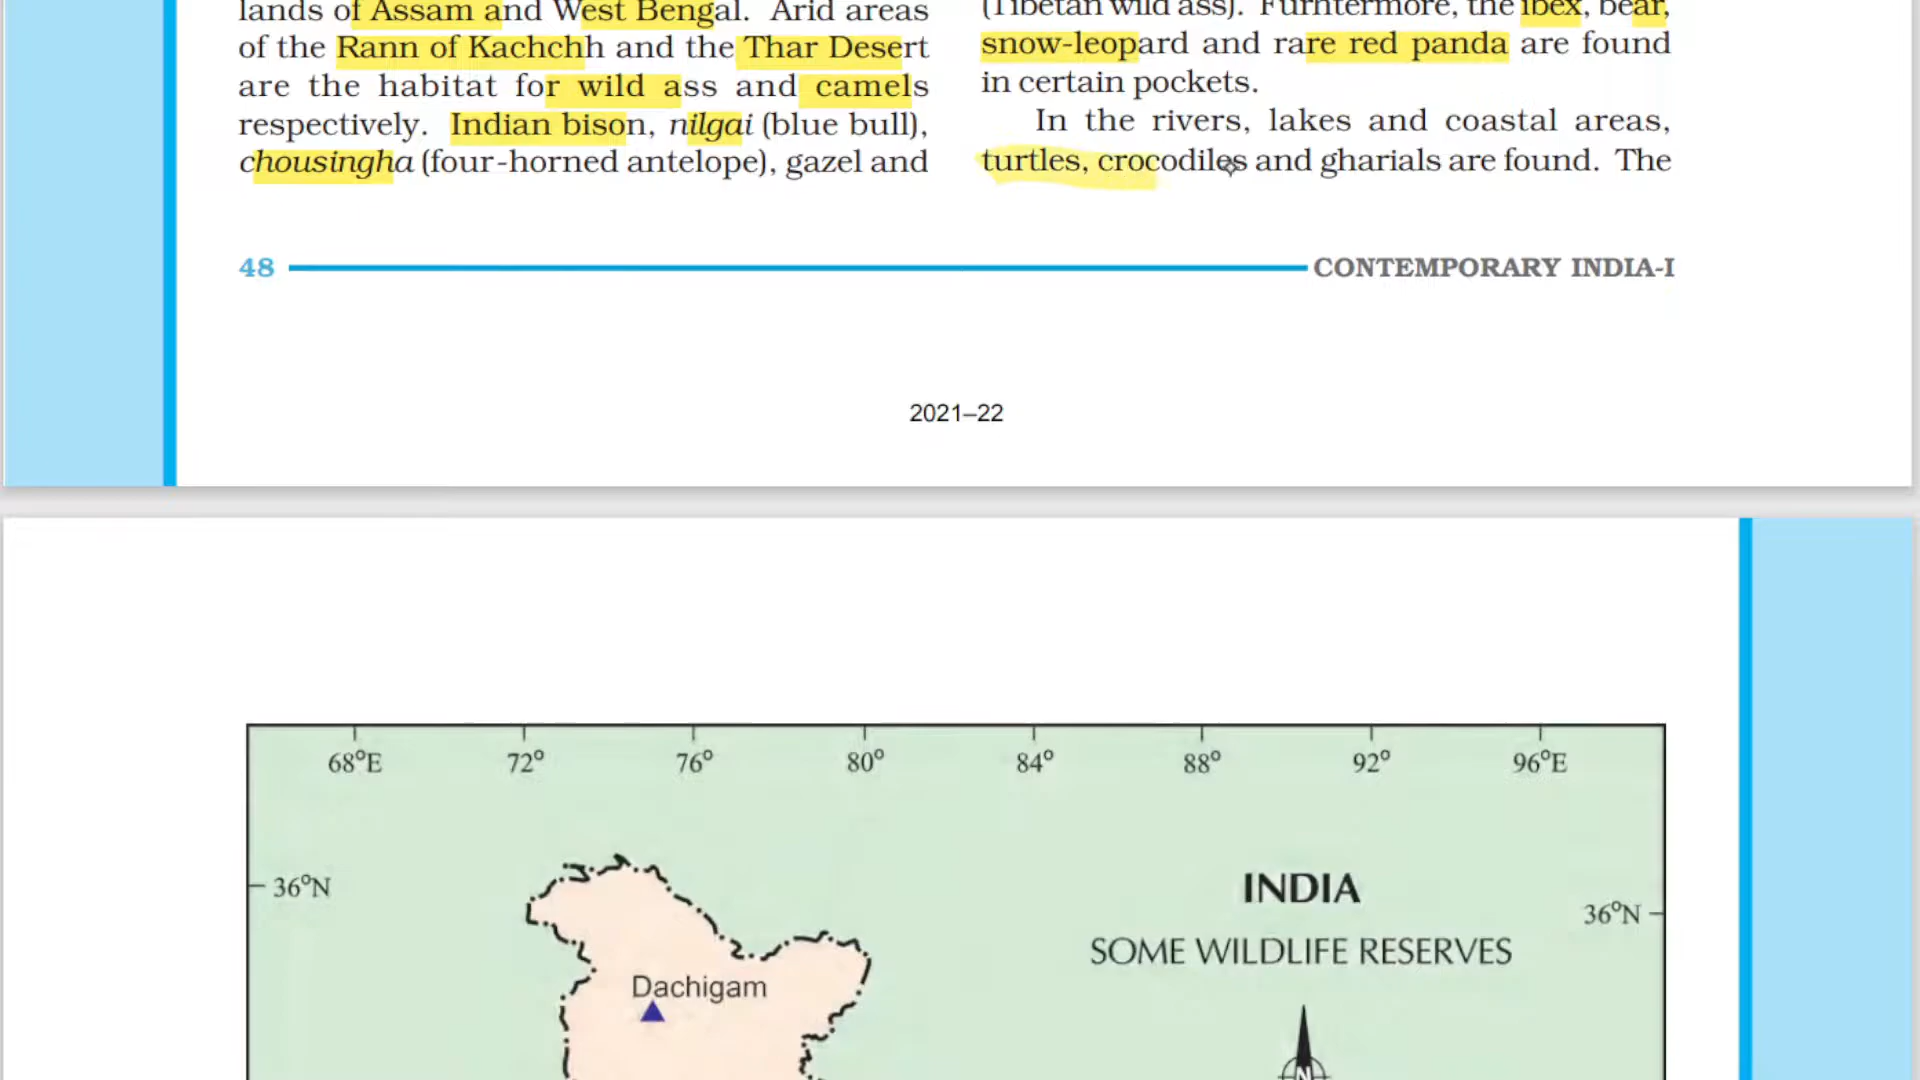 lands of Assam and West Bengal. Arid areas
of the Rann of Kachchh and the Thar Desert
are the habitat for wild ass and camels
respectively. Indian bison, nilgai (blue bull),
chousingha (four-horned antelope), gazel and
(Tibetan wild ass). Furhtermore, the ibex, bear,
snow-leopard and rare red panda are found
in certain pockets.
In the rivers, lakes and coastal areas,
turtles, crocodiles and gharials are found. The
48
CONTEMPORARY INDIA-I
2021–22
68°E 72° 76° 80° 84° 88° 92° 96°E
36°N
INDIA
36°N
SOME WILDLIFE RESERVES
Dachigam
N